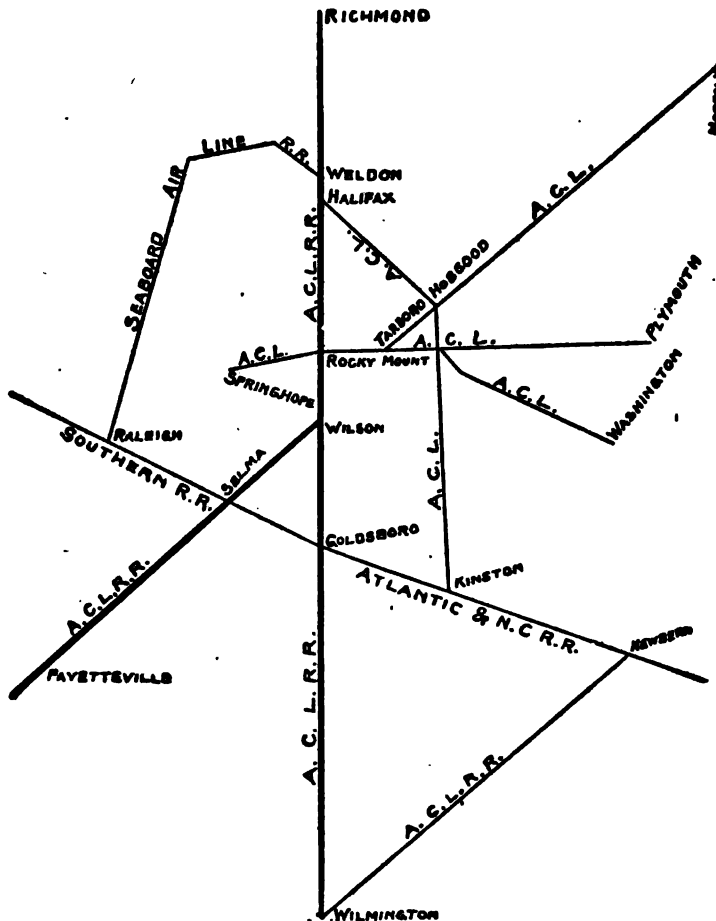 RICHMOND
LINE
R.R.
AIR
SEABOARD
WELDON
HALIFAX
A.C.L.
A.C.L.R.R.
A.C.L.
HOBGOOD
TARBORO
PLYMOUTH
A.C.L.
A.C.L.
ROCKY MOUNT
SPRINGHOPE
A.C.L.
WASHINGTON
RALEIGH
WILSON
SOUTHERN R.R.
SELMA
A.C.L.
GOLDSBORO
A.C.L.R.R.
KINSTON
ATLANTIC & N.C R.R.
NEWBERN
FAYETTEVILLE
A.C.L.R.R.
A.C.L.R.R.
WILMINGTON